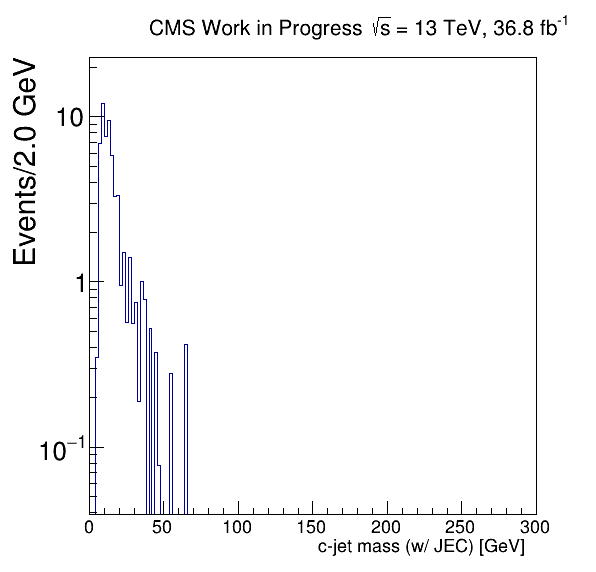 CMS Work in Progress √s = 13 TeV, 36.8 fb⁻¹
Events/2.0 GeV
10
1
10⁻¹
0 50 100 150 200 250 300
c-jet mass (w/ JEC) [GeV]